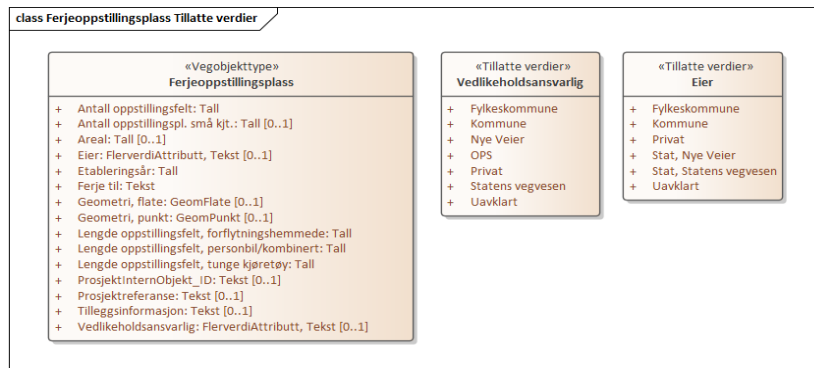 class Ferjeoppstillingsplass Tillatte verdier
«Vegobjekttype»
Ferjeoppstillingsplass
+ Antall oppstillingsfelt: Tall
+ Antall oppstillingspl. små kjt.: Tall [0..1]
+ Areal: Tall [0..1]
+ Eier: FlerverdiAttributt, Tekst [0..1]
+ Etableringsår: Tall
+ Ferje til: Tekst
+ Geometri, flate: GeomFlate [0..1]
+ Geometri, punkt: GeomPunkt [0..1]
+ Lengde oppstillingsfelt, forflytningshemmede: Tall
+ Lengde oppstillingsfelt, personbil/kombinert: Tall
+ Lengde oppstillingsfelt, tunge kjøretøy: Tall
+ ProsjektInternObjekt_ID: Tekst [0..1]
+ Prosjektreferanse: Tekst [0..1]
+ Tilleggsinformasjon: Tekst [0..1]
+ Vedlikeholdsansvarlig: FlerverdiAttributt, Tekst [0..1]
«Tillatte verdier»
Vedlikeholdsansvarlig
+ Fylkeskommune
+ Kommune
+ Nye Veier
+ OPS
+ Privat
+ Statens vegvesen
+ Uavklart
«Tillatte verdier»
Eier
+ Fylkeskommune
+ Kommune
+ Privat
+ Stat, Nye Veier
+ Stat, Statens vegvesen
+ Uavklart